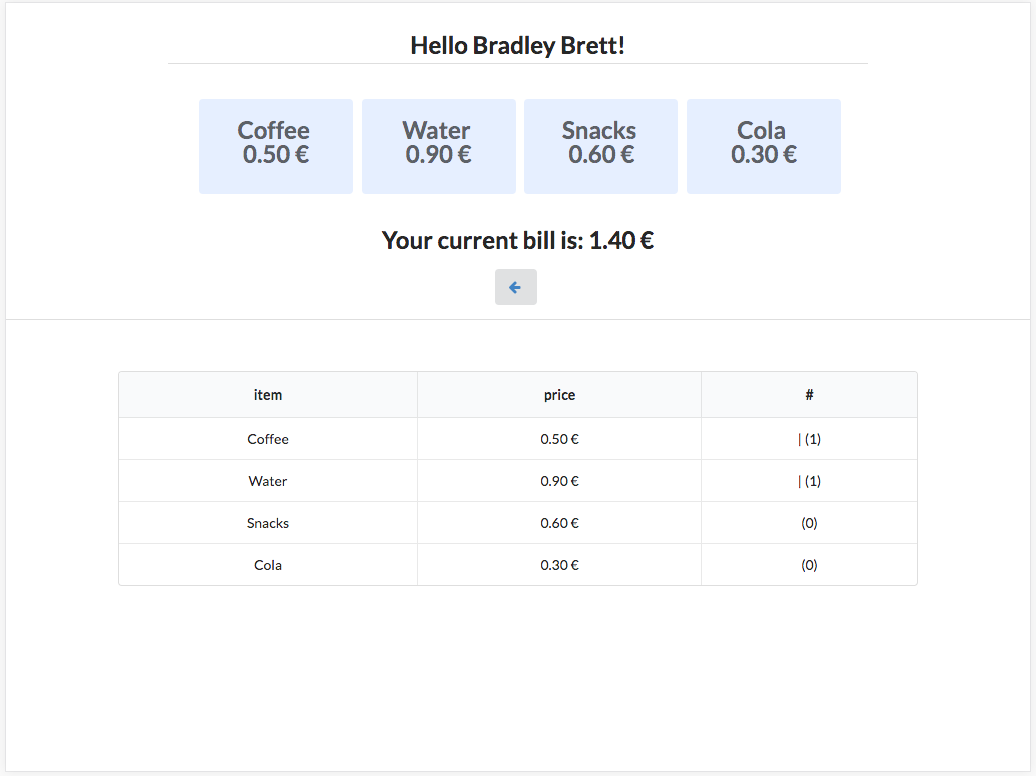 Hello Bradley Brett!
Coffee Water Snacks Cola
0.50 € 0.90 € 0.60 € 0.30 €
Your current bill is: 1.40 €
item price #
Coffee 0.50 € | (1)
Water 0.90 € | (1)
Snacks 0.60 € (0)
Cola 0.30 € (0)